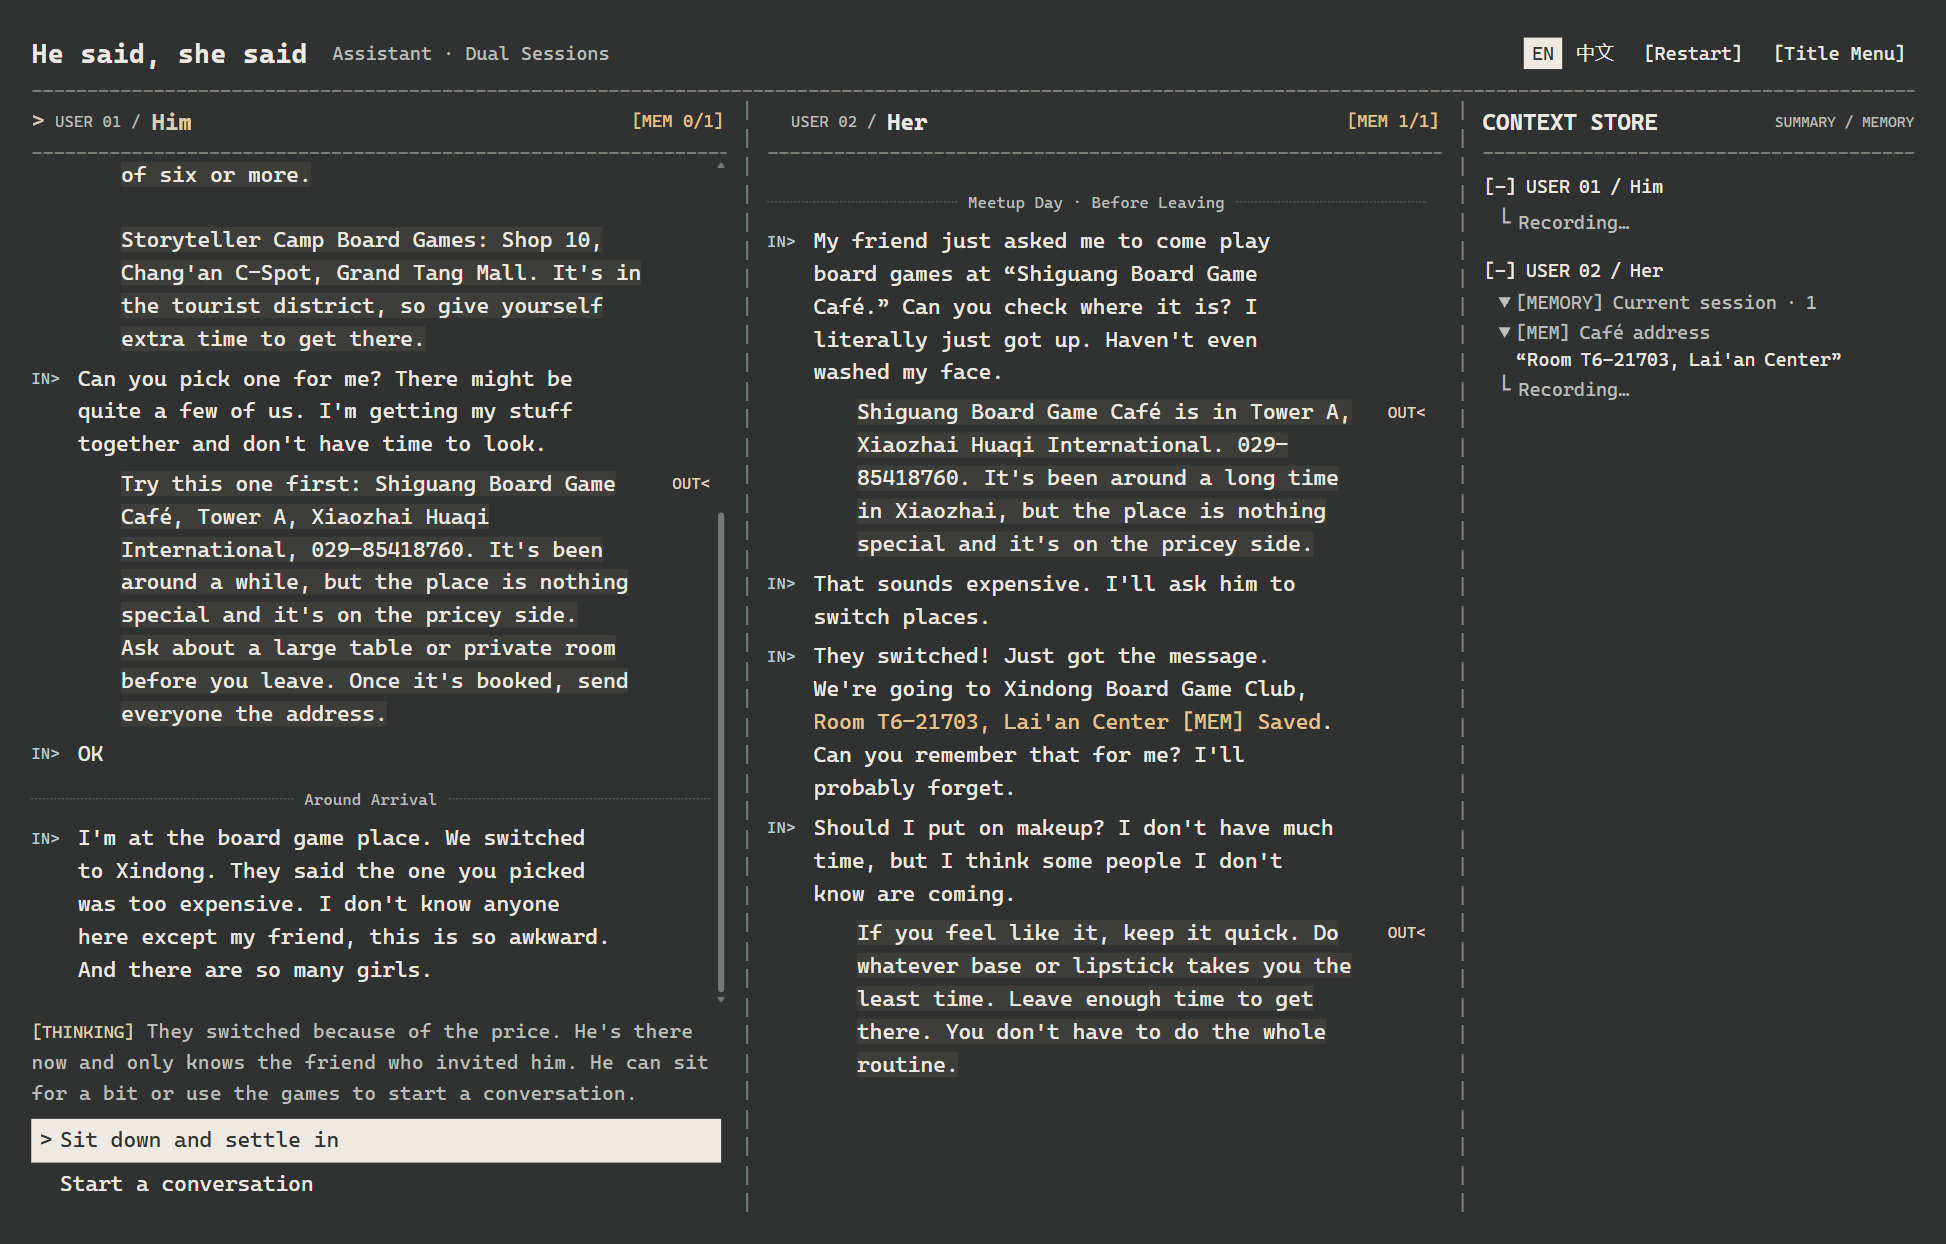 He said, she said Assistant · Dual Sessions EN 中文 [Restart] [Title Menu]
> USER 01 / Him [MEM 0/1]
of six or more.
Storyteller Camp Board Games: Shop 10,
Chang'an C-Spot, Grand Tang Mall. It's in
the tourist district, so give yourself
extra time to get there.
IN> Can you pick one for me? There might be
quite a few of us. I'm getting my stuff
together and don't have time to look.
Try this one first: Shiguang Board Game OUT<
Café, Tower A, Xiaozhai Huaqi
International, 029-85418760. It's been
around a while, but the place is nothing
special and it's on the pricey side.
Ask about a large table or private room
before you leave. Once it's booked, send
everyone the address.
IN> OK
Around Arrival
IN> I'm at the board game place. We switched
to Xindong. They said the one you picked
was too expensive. I don't know anyone
here except my friend, this is so awkward.
And there are so many girls.
[THINKING] They switched because of the price. He's there
now and only knows the friend who invited him. He can sit
for a bit or use the games to start a conversation.
> Sit down and settle in
Start a conversation
USER 02 / Her [MEM 1/1]
Meetup Day · Before Leaving
IN> My friend just asked me to come play
board games at “Shiguang Board Game
Café.” Can you check where it is? I
literally just got up. Haven't even
washed my face.
Shiguang Board Game Café is in Tower A, OUT<
Xiaozhai Huaqi International. 029-
85418760. It's been around a long time
in Xiaozhai, but the place is nothing
special and it's on the pricey side.
IN> That sounds expensive. I'll ask him to
switch places.
IN> They switched! Just got the message.
We're going to Xindong Board Game Club,
Room T6-21703, Lai'an Center [MEM] Saved.
Can you remember that for me? I'll
probably forget.
IN> Should I put on makeup? I don't have much
time, but I think some people I don't
know are coming.
If you feel like it, keep it quick. Do OUT<
whatever base or lipstick takes you the
least time. Leave enough time to get
there. You don't have to do the whole
routine.
CONTEXT STORE SUMMARY / MEMORY
[-] USER 01 / Him
└ Recording…
[-] USER 02 / Her
▼ [MEMORY] Current session · 1
▼ [MEM] Café address
“Room T6-21703, Lai'an Center”
└ Recording…